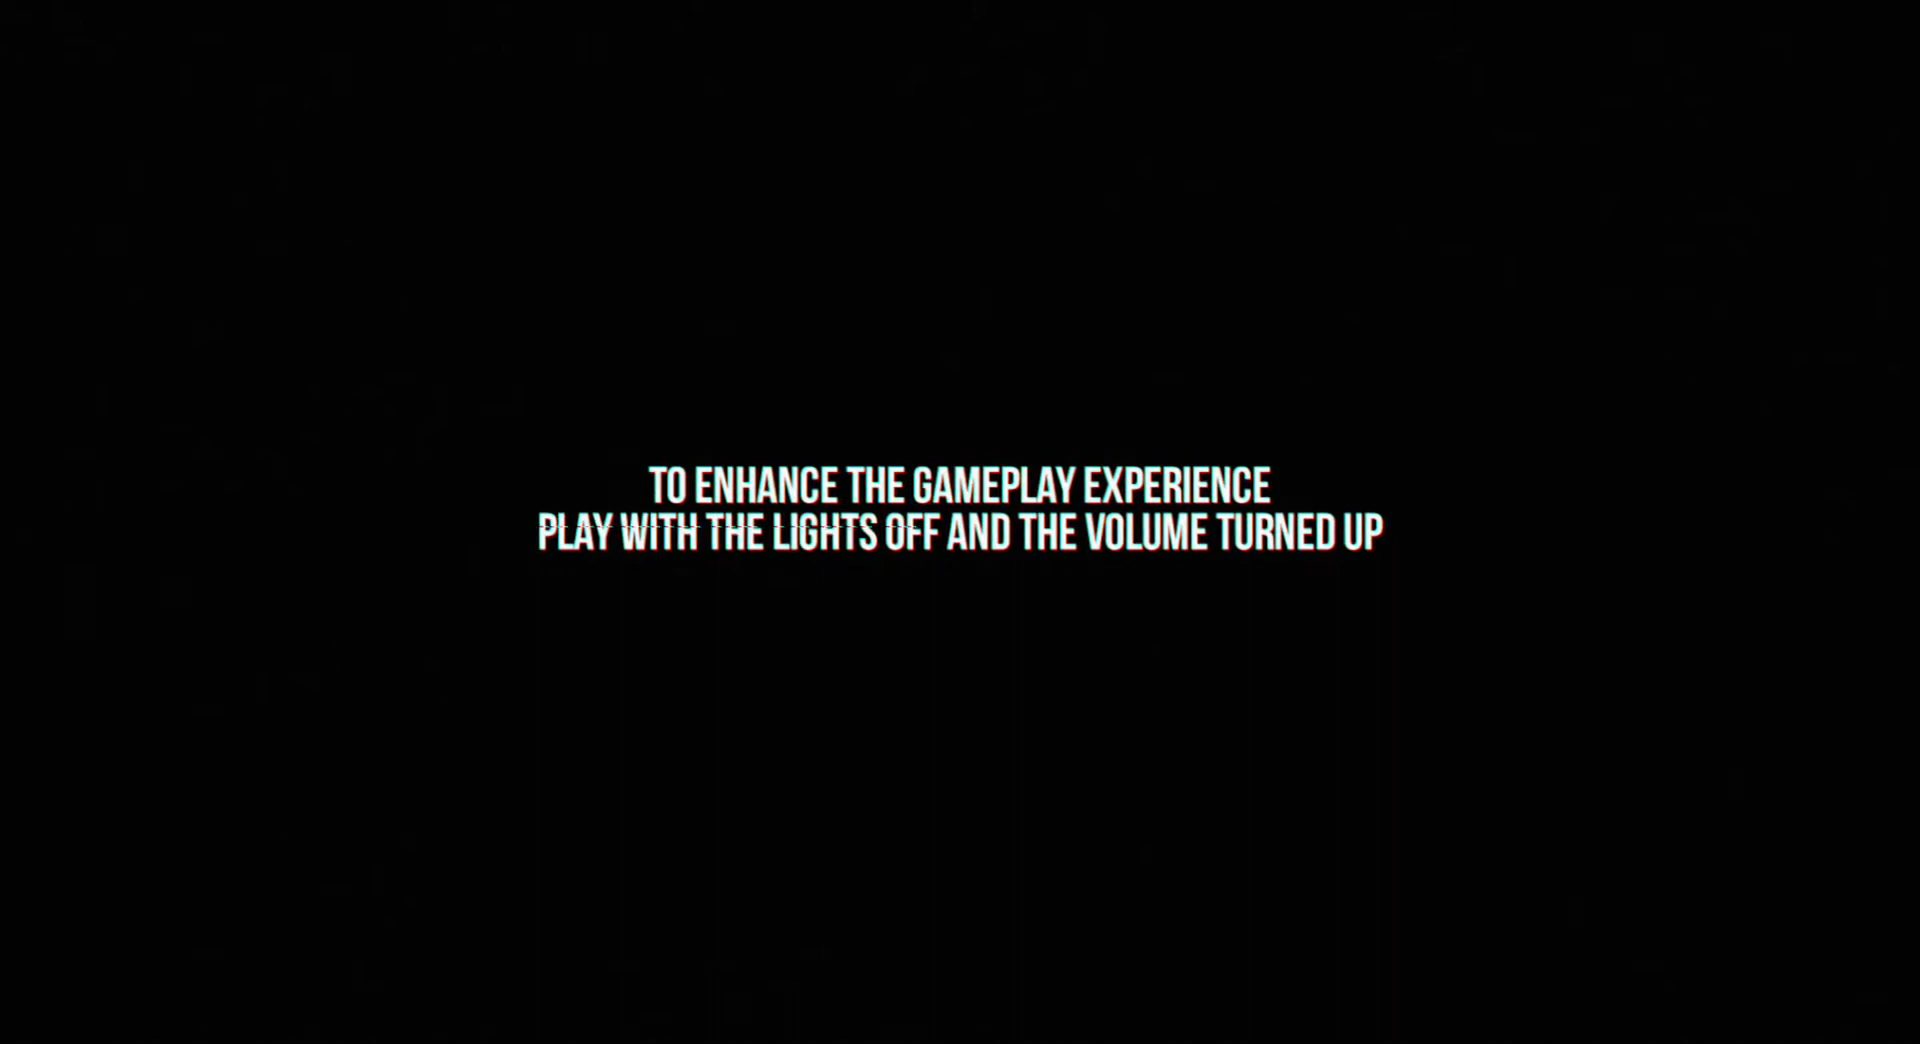 TO ENHANCE THE GAMEPLAY EXPERIENCE
PLAY WITH THE LIGHTS OFF AND THE VOLUME TURNED UP